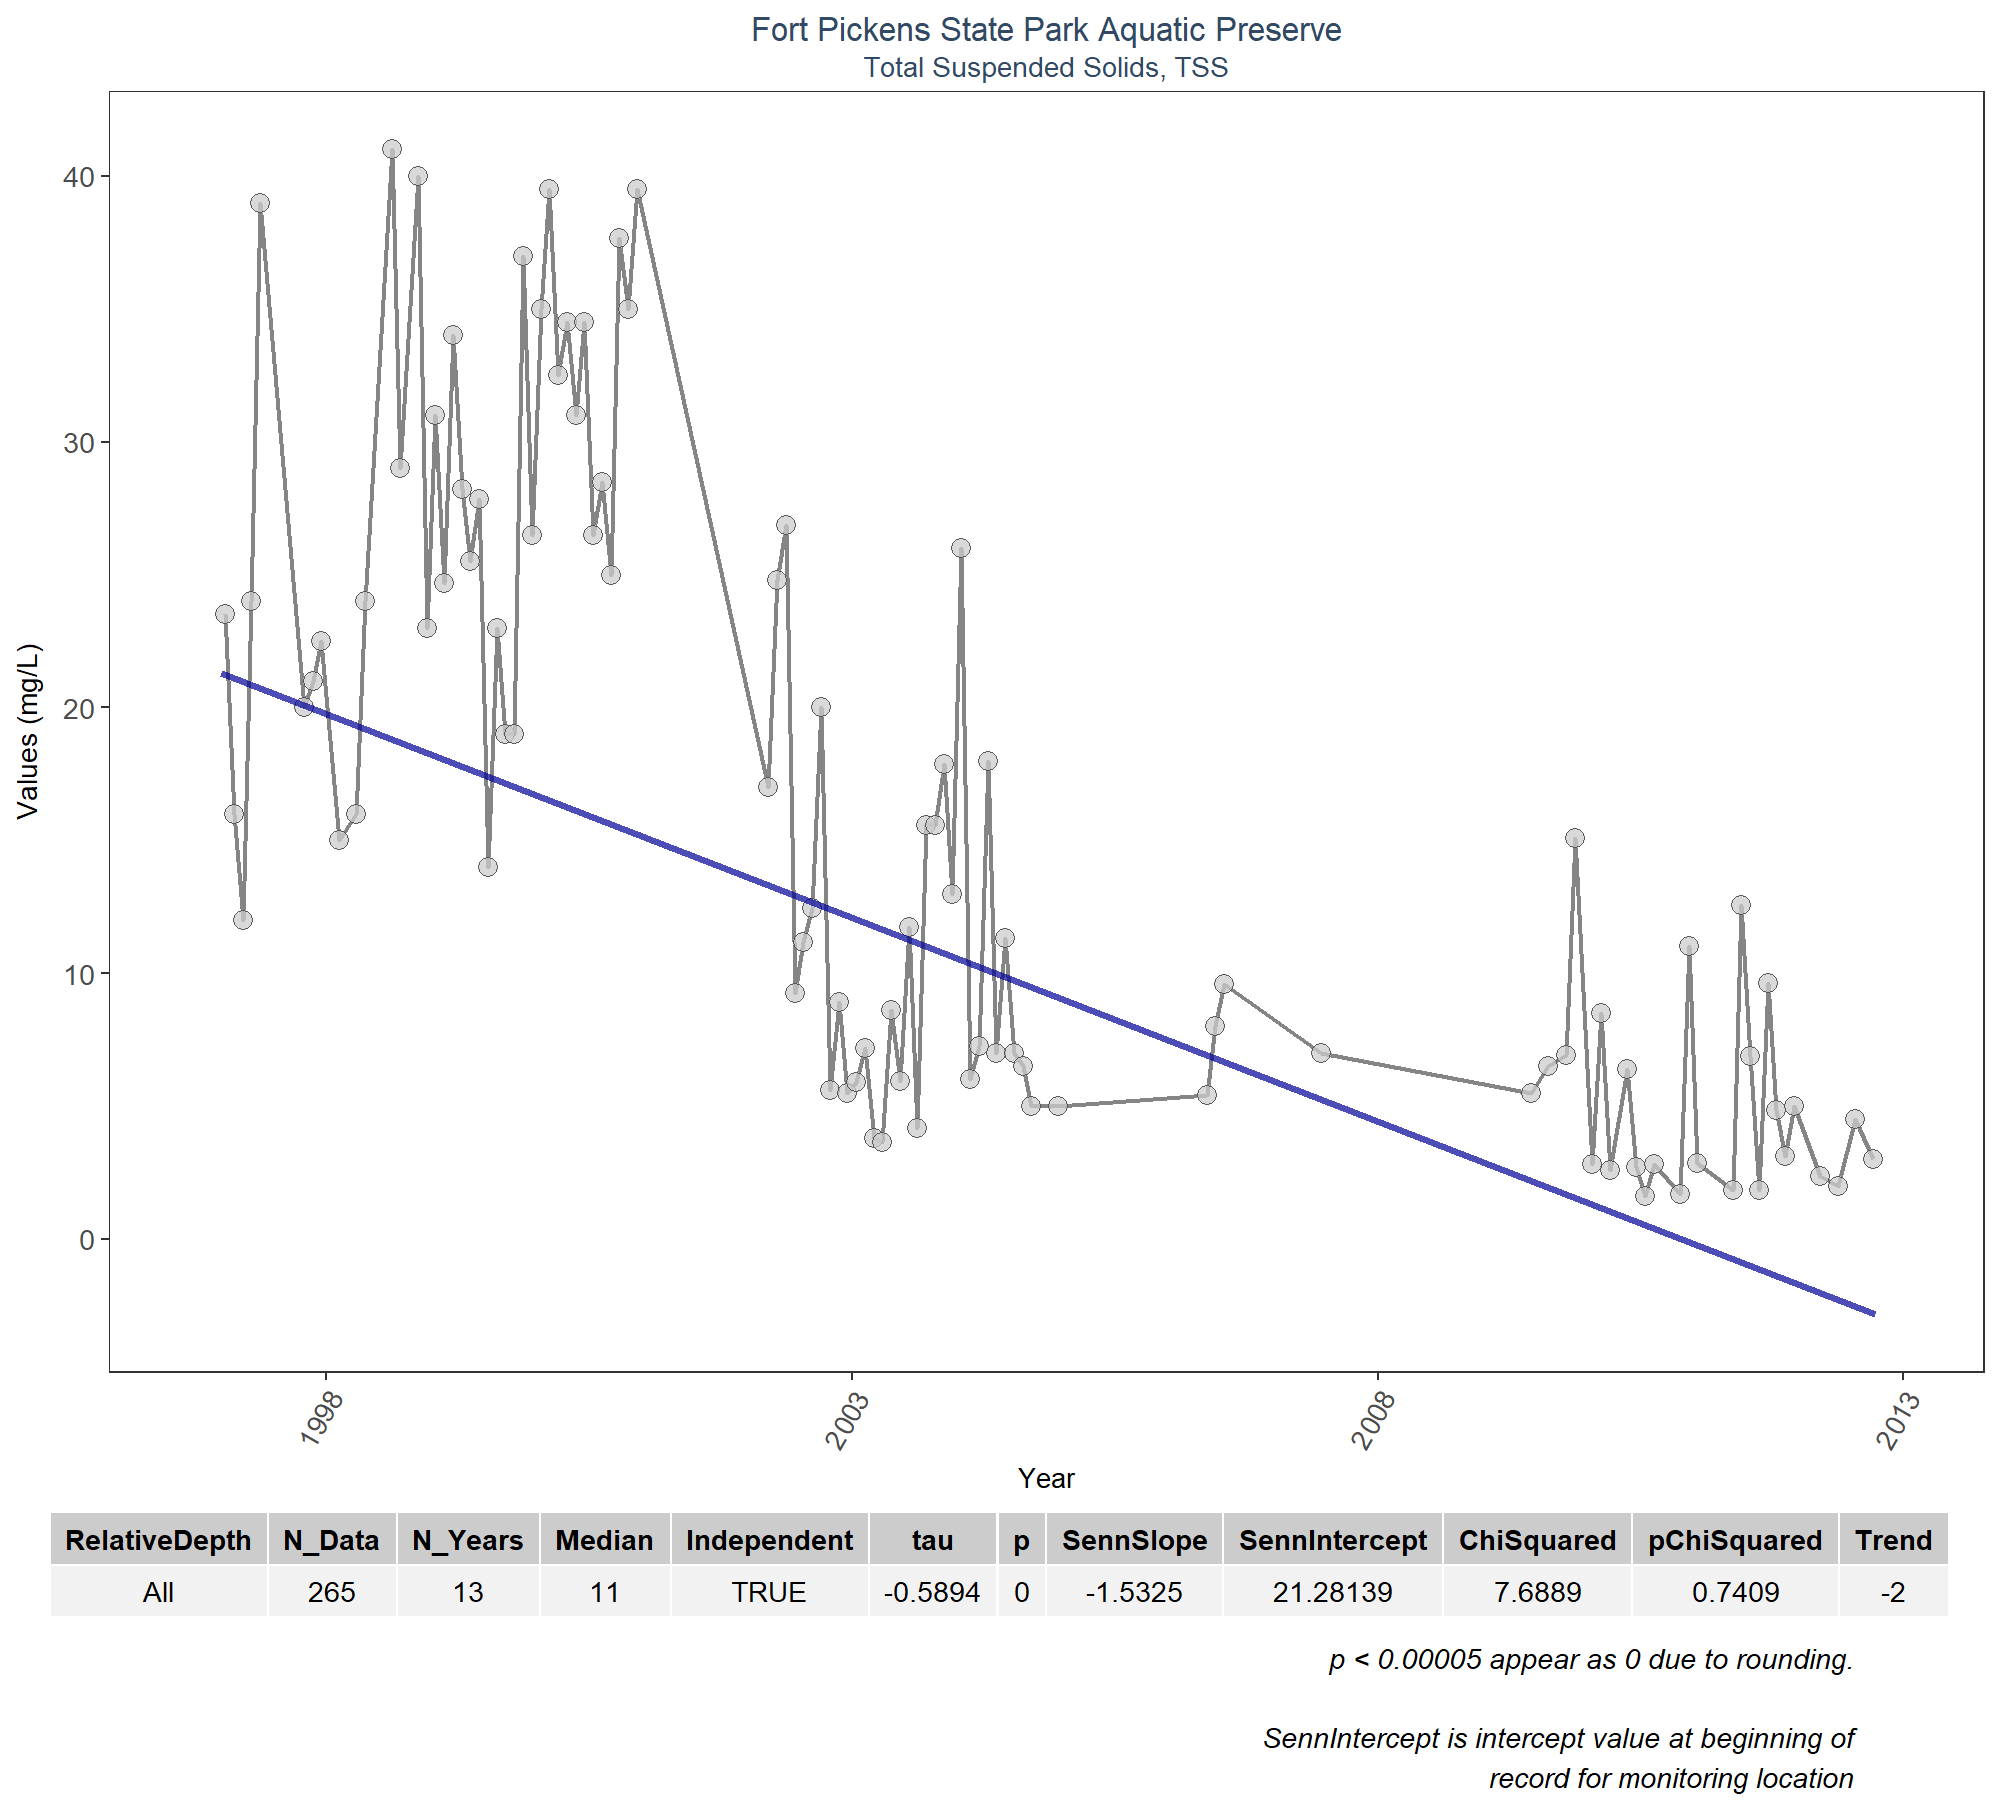 Fort Pickens State Park Aquatic Preserve
Total Suspended Solids, TSS
Values (mg/L)
40
30
20
10
0
1998
2003
2008
2013
Year
RelativeDepth N_Data N_Years Median Independent tau p SennSlope SennIntercept ChiSquared pChiSquared Trend
All 265 13 11 TRUE -0.5894 0 -1.5325 21.28139 7.6889 0.7409 -2
p < 0.00005 appear as 0 due to rounding.
SennIntercept is intercept value at beginning of
record for monitoring location